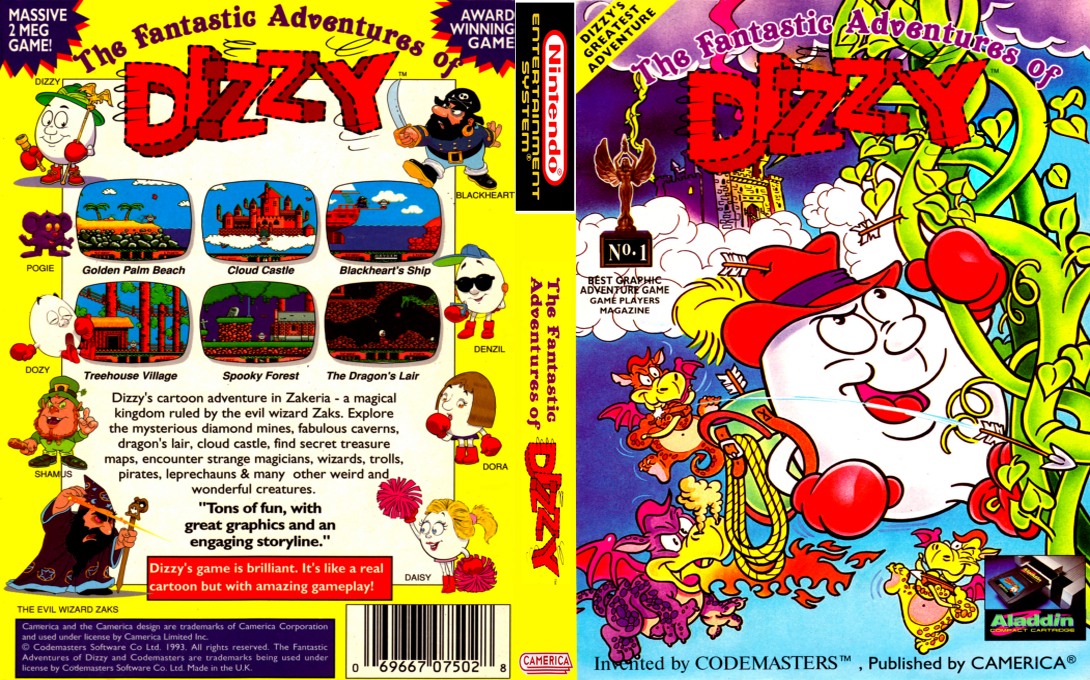 MASSIVE
2 MEG
GAME!
The Fantastic Adventures of
DIZZY™
AWARD
WINNING
GAME
DIZZY
BLACKHEART
POGIE
Golden Palm Beach
Cloud Castle
Blackheart's Ship
DOZY
DENZIL
Treehouse Village
Spooky Forest
The Dragon's Lair
Dizzy's cartoon adventure in Zakeria - a magical
kingdom ruled by the evil wizard Zaks. Explore
the mysterious diamond mines, fabulous caverns,
dragon's lair, cloud castle, find secret treasure
maps, encounter strange magicians, wizards, trolls,
pirates, leprechauns & many other weird and
wonderful creatures.
SHAMUS
DORA
"Tons of fun, with
great graphics and an
engaging storyline."
Dizzy's game is brilliant. It's like a real
cartoon but with amazing gameplay!
DAISY
THE EVIL WIZARD ZAKS
Camerica and the Camerica design are trademarks of Camerica Corporation
and used under license by Camerica Limited Inc.
© Codemasters Software Co Ltd. 1993. All rights reserved. The Fantastic
Adventures of Dizzy and Codemasters are trademarks being used under
license by Codemasters Software Co. Ltd. Made in the U.K.
0 69667 07502 8
Nintendo®
ENTERTAINMENT
SYSTEM®
The Fantastic
Adventures of
DIZZY™
CAMERICA
DIZZY'S
GREATEST
ADVENTURE
The Fantastic Adventures of
DIZZY™
No. 1
BEST GRAPHIC
ADVENTURE GAME
GAME PLAYERS
MAGAZINE
Aladdin
COMPACT CARTRIDGE
Invented by CODEMASTERS™ , Published by CAMERICA®